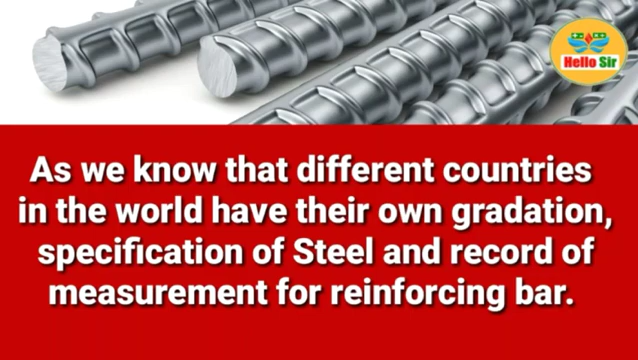 Hello Sir
As we know that different countries
in the world have their own gradation,
specification of Steel and record of
measurement for reinforcing bar.